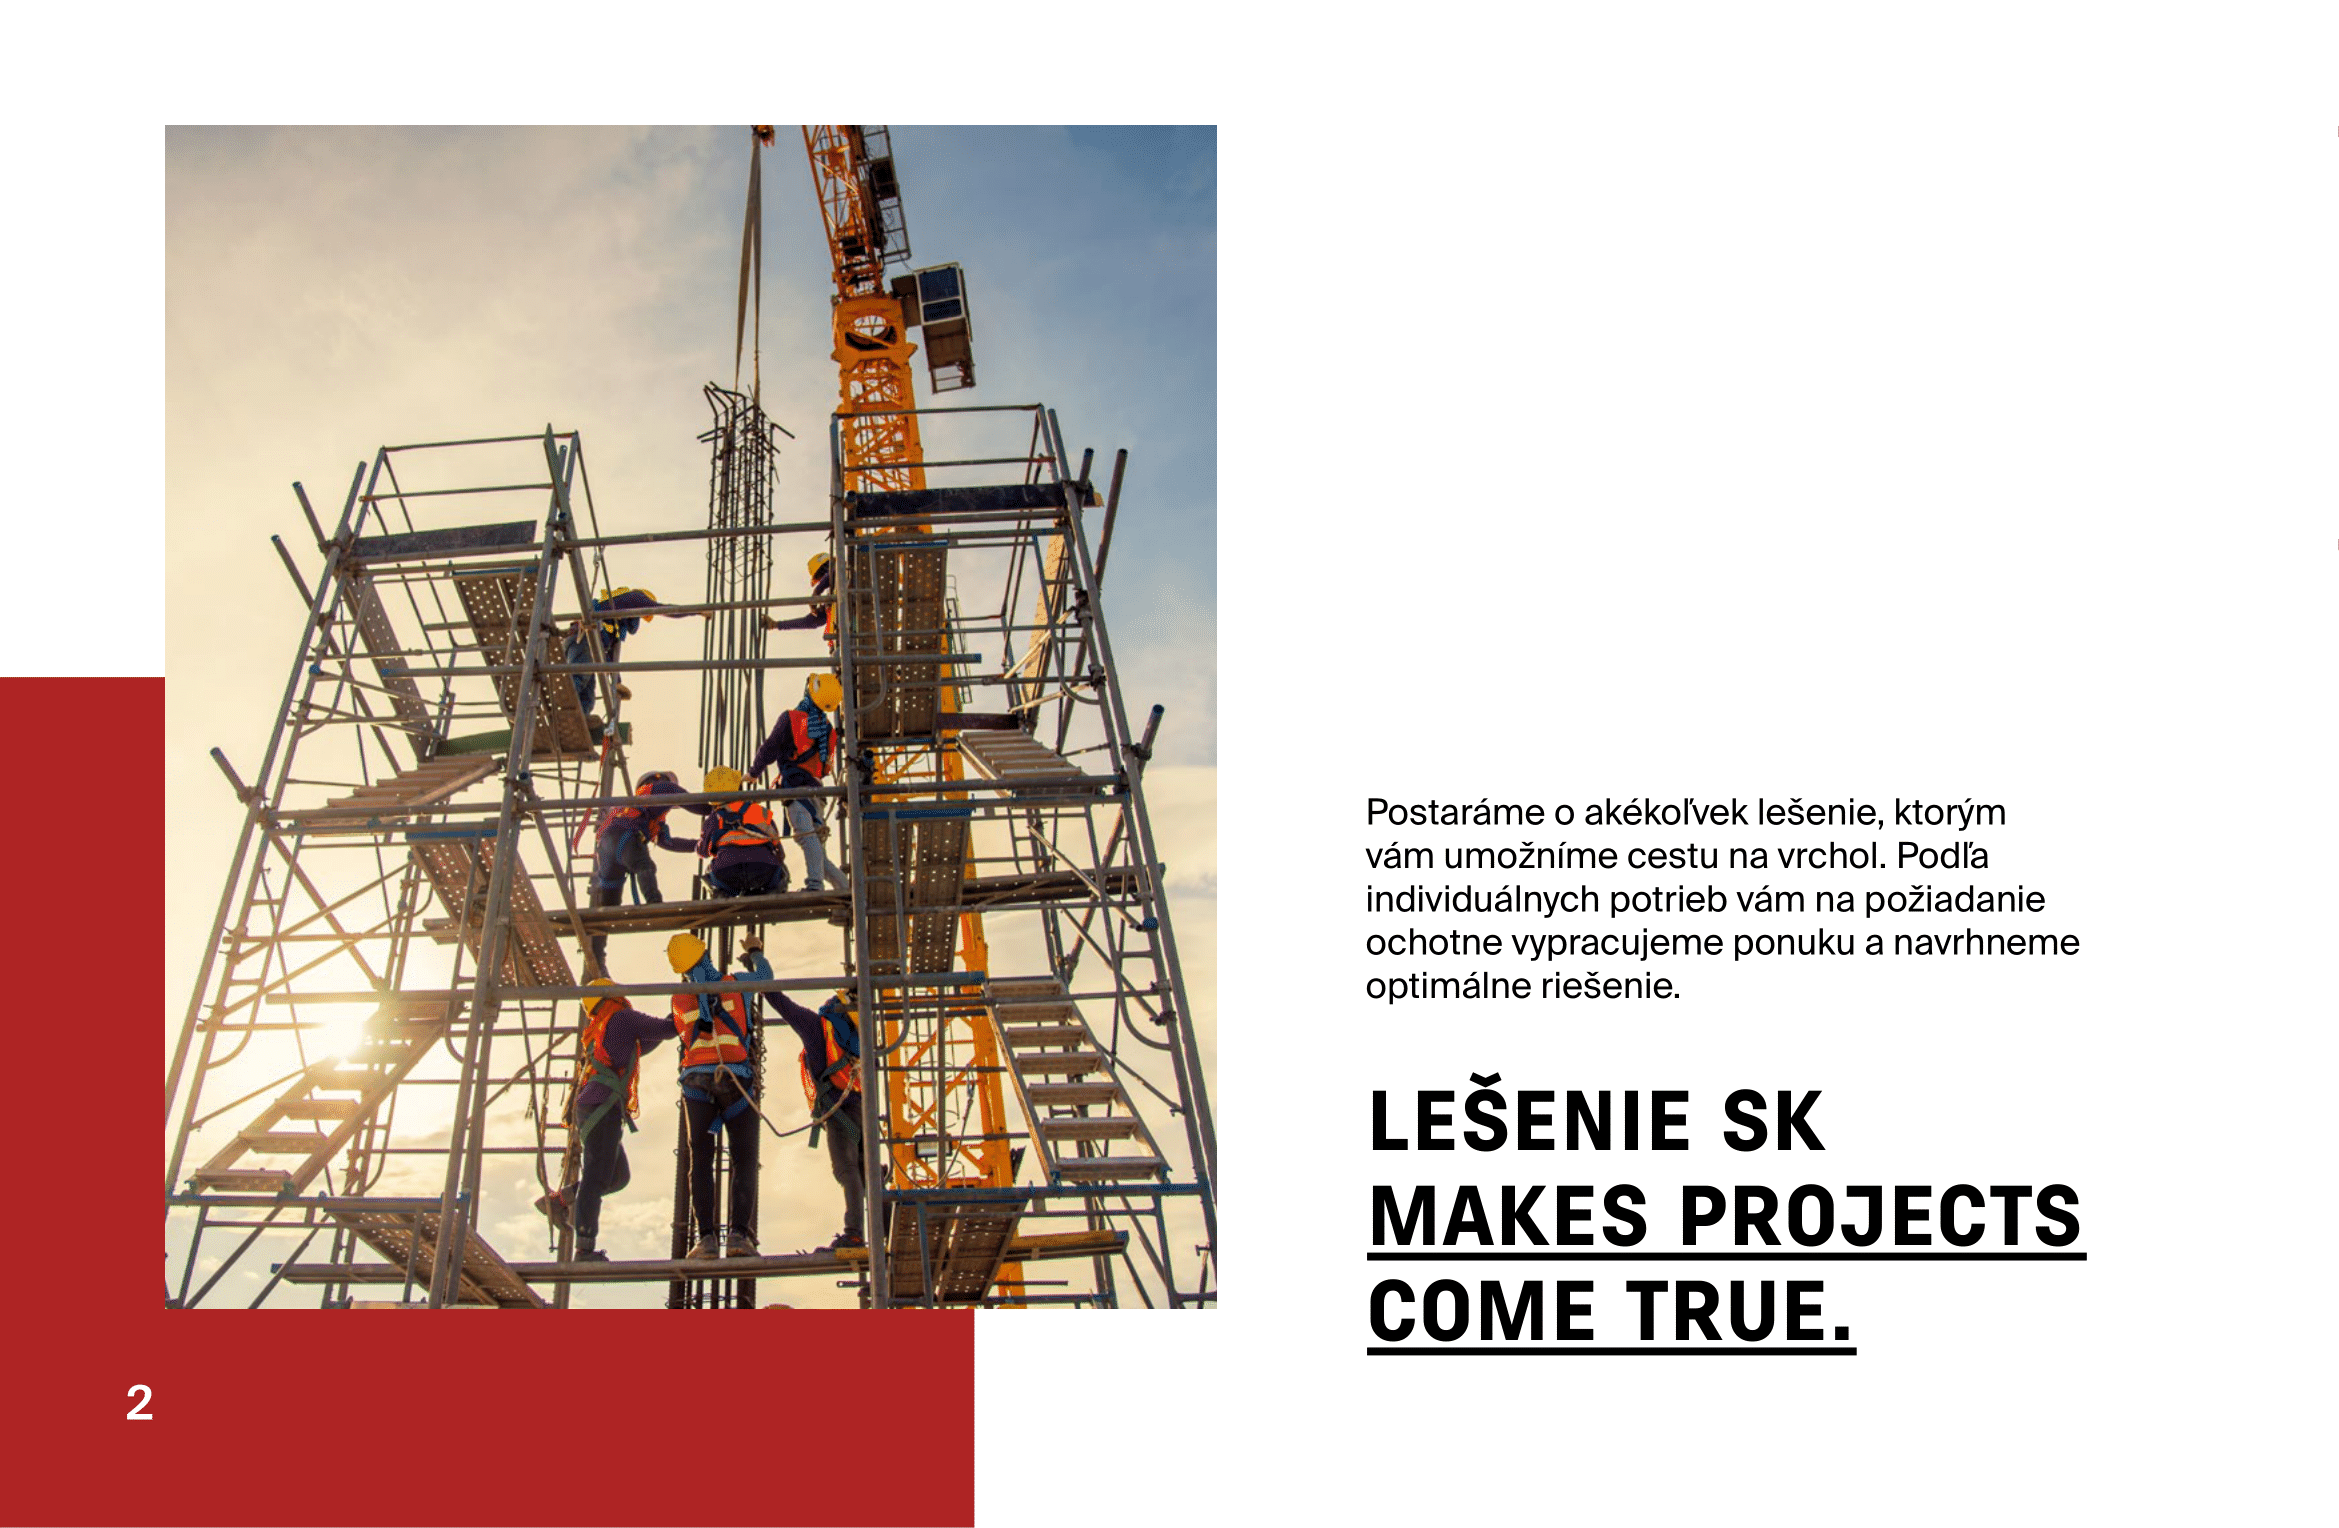 Postaráme o akékoľvek lešenie, ktorým
vám umožníme cestu na vrchol. Podľa
individuálnych potrieb vám na požiadanie
ochotne vypracujeme ponuku a navrhneme
optimálne riešenie.
LEŠENIE SK
MAKES PROJECTS
COME TRUE.
2